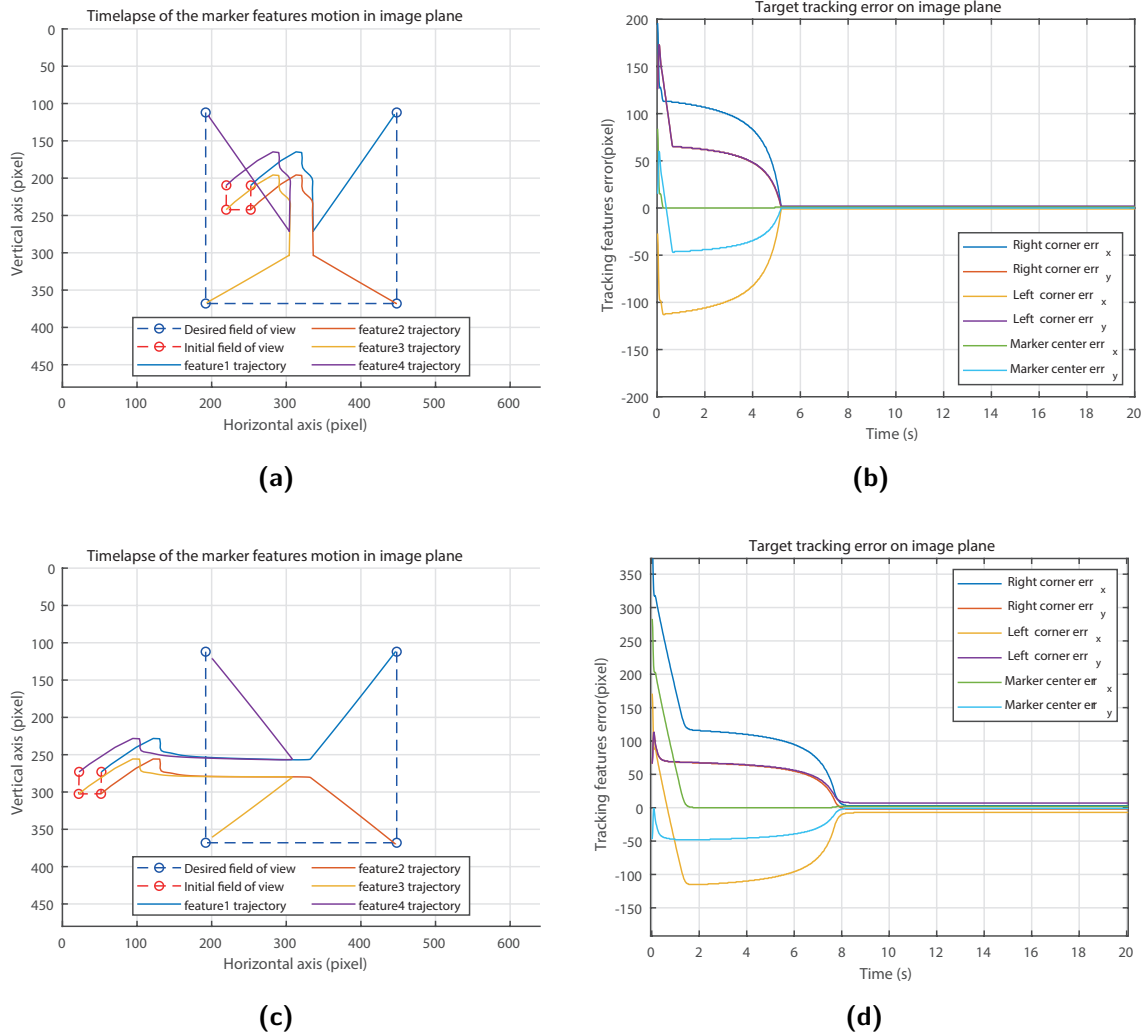 Timelapse of the marker features motion in image plane
0
50
100
150
200
250
300
350
400
450
Vertical axis (pixel)
Desired field of view
Initial field of view
feature1 trajectory
feature2 trajectory
feature3 trajectory
feature4 trajectory
0 100 200 300 400 500 600
Horizontal axis (pixel)
(a)
Target tracking error on image plane
200
150
100
50
0
-50
-100
-150
-200
Tracking features error(pixel)
Right corner err x
Right corner err y
Left corner err x
Left corner err y
Marker center err x
Marker center err y
0 2 4 6 8 10 12 14 16 18 20
Time (s)
(b)
Timelapse of the marker features motion in image plane
0
50
100
150
200
250
300
350
400
450
Vertical axis (pixel)
Desired field of view
Initial field of view
feature1 trajectory
feature2 trajectory
feature3 trajectory
feature4 trajectory
0 100 200 300 400 500 600
Horizontal axis (pixel)
(c)
Target tracking error on image plane
350
300
250
200
150
100
50
0
-50
-100
-150
Tracking features error(pixel)
Right corner err x
Right corner err y
Left corner err x
Left corner err y
Marker center err x
Marker center err y
0 2 4 6 8 10 12 14 16 18 20
Time (s)
(d)